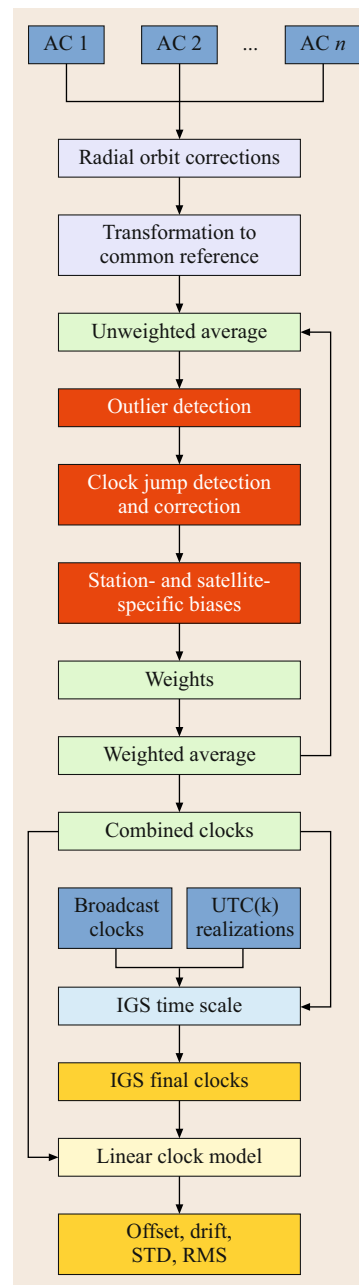 AC 1 AC 2 ... AC n
Radial orbit corrections
Transformation to
common reference
Unweighted average
Outlier detection
Clock jump detection
and correction
Station- and satellite-
specific biases
Weights
Weighted average
Combined clocks
Broadcast
clocks
UTC(k)
realizations
IGS time scale
IGS final clocks
Linear clock model
Offset, drift,
STD, RMS